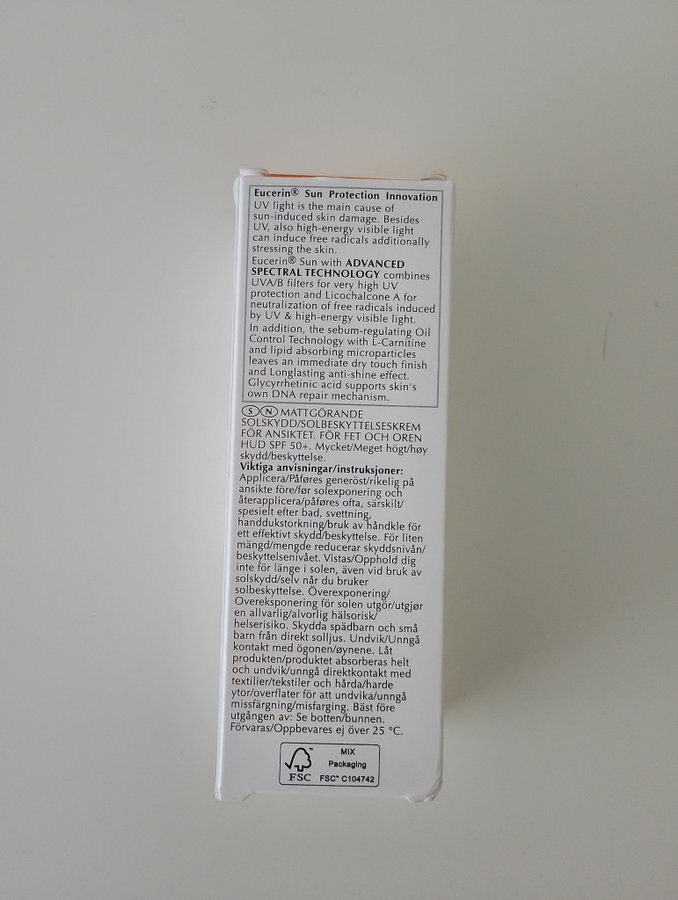 Eucerin® Sun Protection Innovation
UV light is the main cause of
sun-induced skin damage. Besides
UV, also high-energy visible light
can induce free radicals additionally
stressing the skin.
Eucerin® Sun with ADVANCED
SPECTRAL TECHNOLOGY combines
UVA/B filters for very high UV
protection and Licochalcone A for
neutralization of free radicals induced
by UV & high-energy visible light.
In addition, the sebum-regulating Oil
Control Technology with L-Carnitine
and lipid absorbing microparticles
leaves an immediate dry touch finish
and Longlasting anti-shine effect.
Glycyrrhetinic acid supports skin's
own DNA repair mechanism.
S N MATTGÖRANDE
SOLSKYDD/SOLBESKYTTELSESKREM
FÖR ANSIKTET. FÖR FET OCH OREN
HUD SPF 50+. Mycket/Meget högt/høy
skydd/beskyttelse.
Viktiga anvisningar/instruksjoner:
Applicera/Påføres generöst/rikelig på
ansikte före/før solexponering och
återapplicera/påføres ofta, särskilt/
spesielt efter bad, svettning,
handdukstorkning/bruk av håndkle för
ett effektivt skydd/beskyttelse. För liten
mängd/mengde reducerar skyddsnivån/
beskyttelsenivået. Vistas/Opphold dig
inte för länge i solen, även vid bruk av
solskydd/selv når du bruker
solbeskyttelse. Överexponering/
Overeksponering för solen utgör/utgjør
en allvarlig/alvorlig hälsorisk/
helserisiko. Skydda spädbarn och små
barn från direkt solljus. Undvik/Unngå
kontakt med ögonen/øynene. Låt
produkten/produktet absorberas helt
och undvik/unngå direktkontakt med
textilier/tekstiler och hårda/harde
ytor/overflater för att undvika/unngå
missfärgning/misfarging. Bäst före
utgången av: Se botten/bunnen.
Förvaras/Oppbevares ej över 25 °C.
FSC™
MIX
Packaging
FSC™ C104742